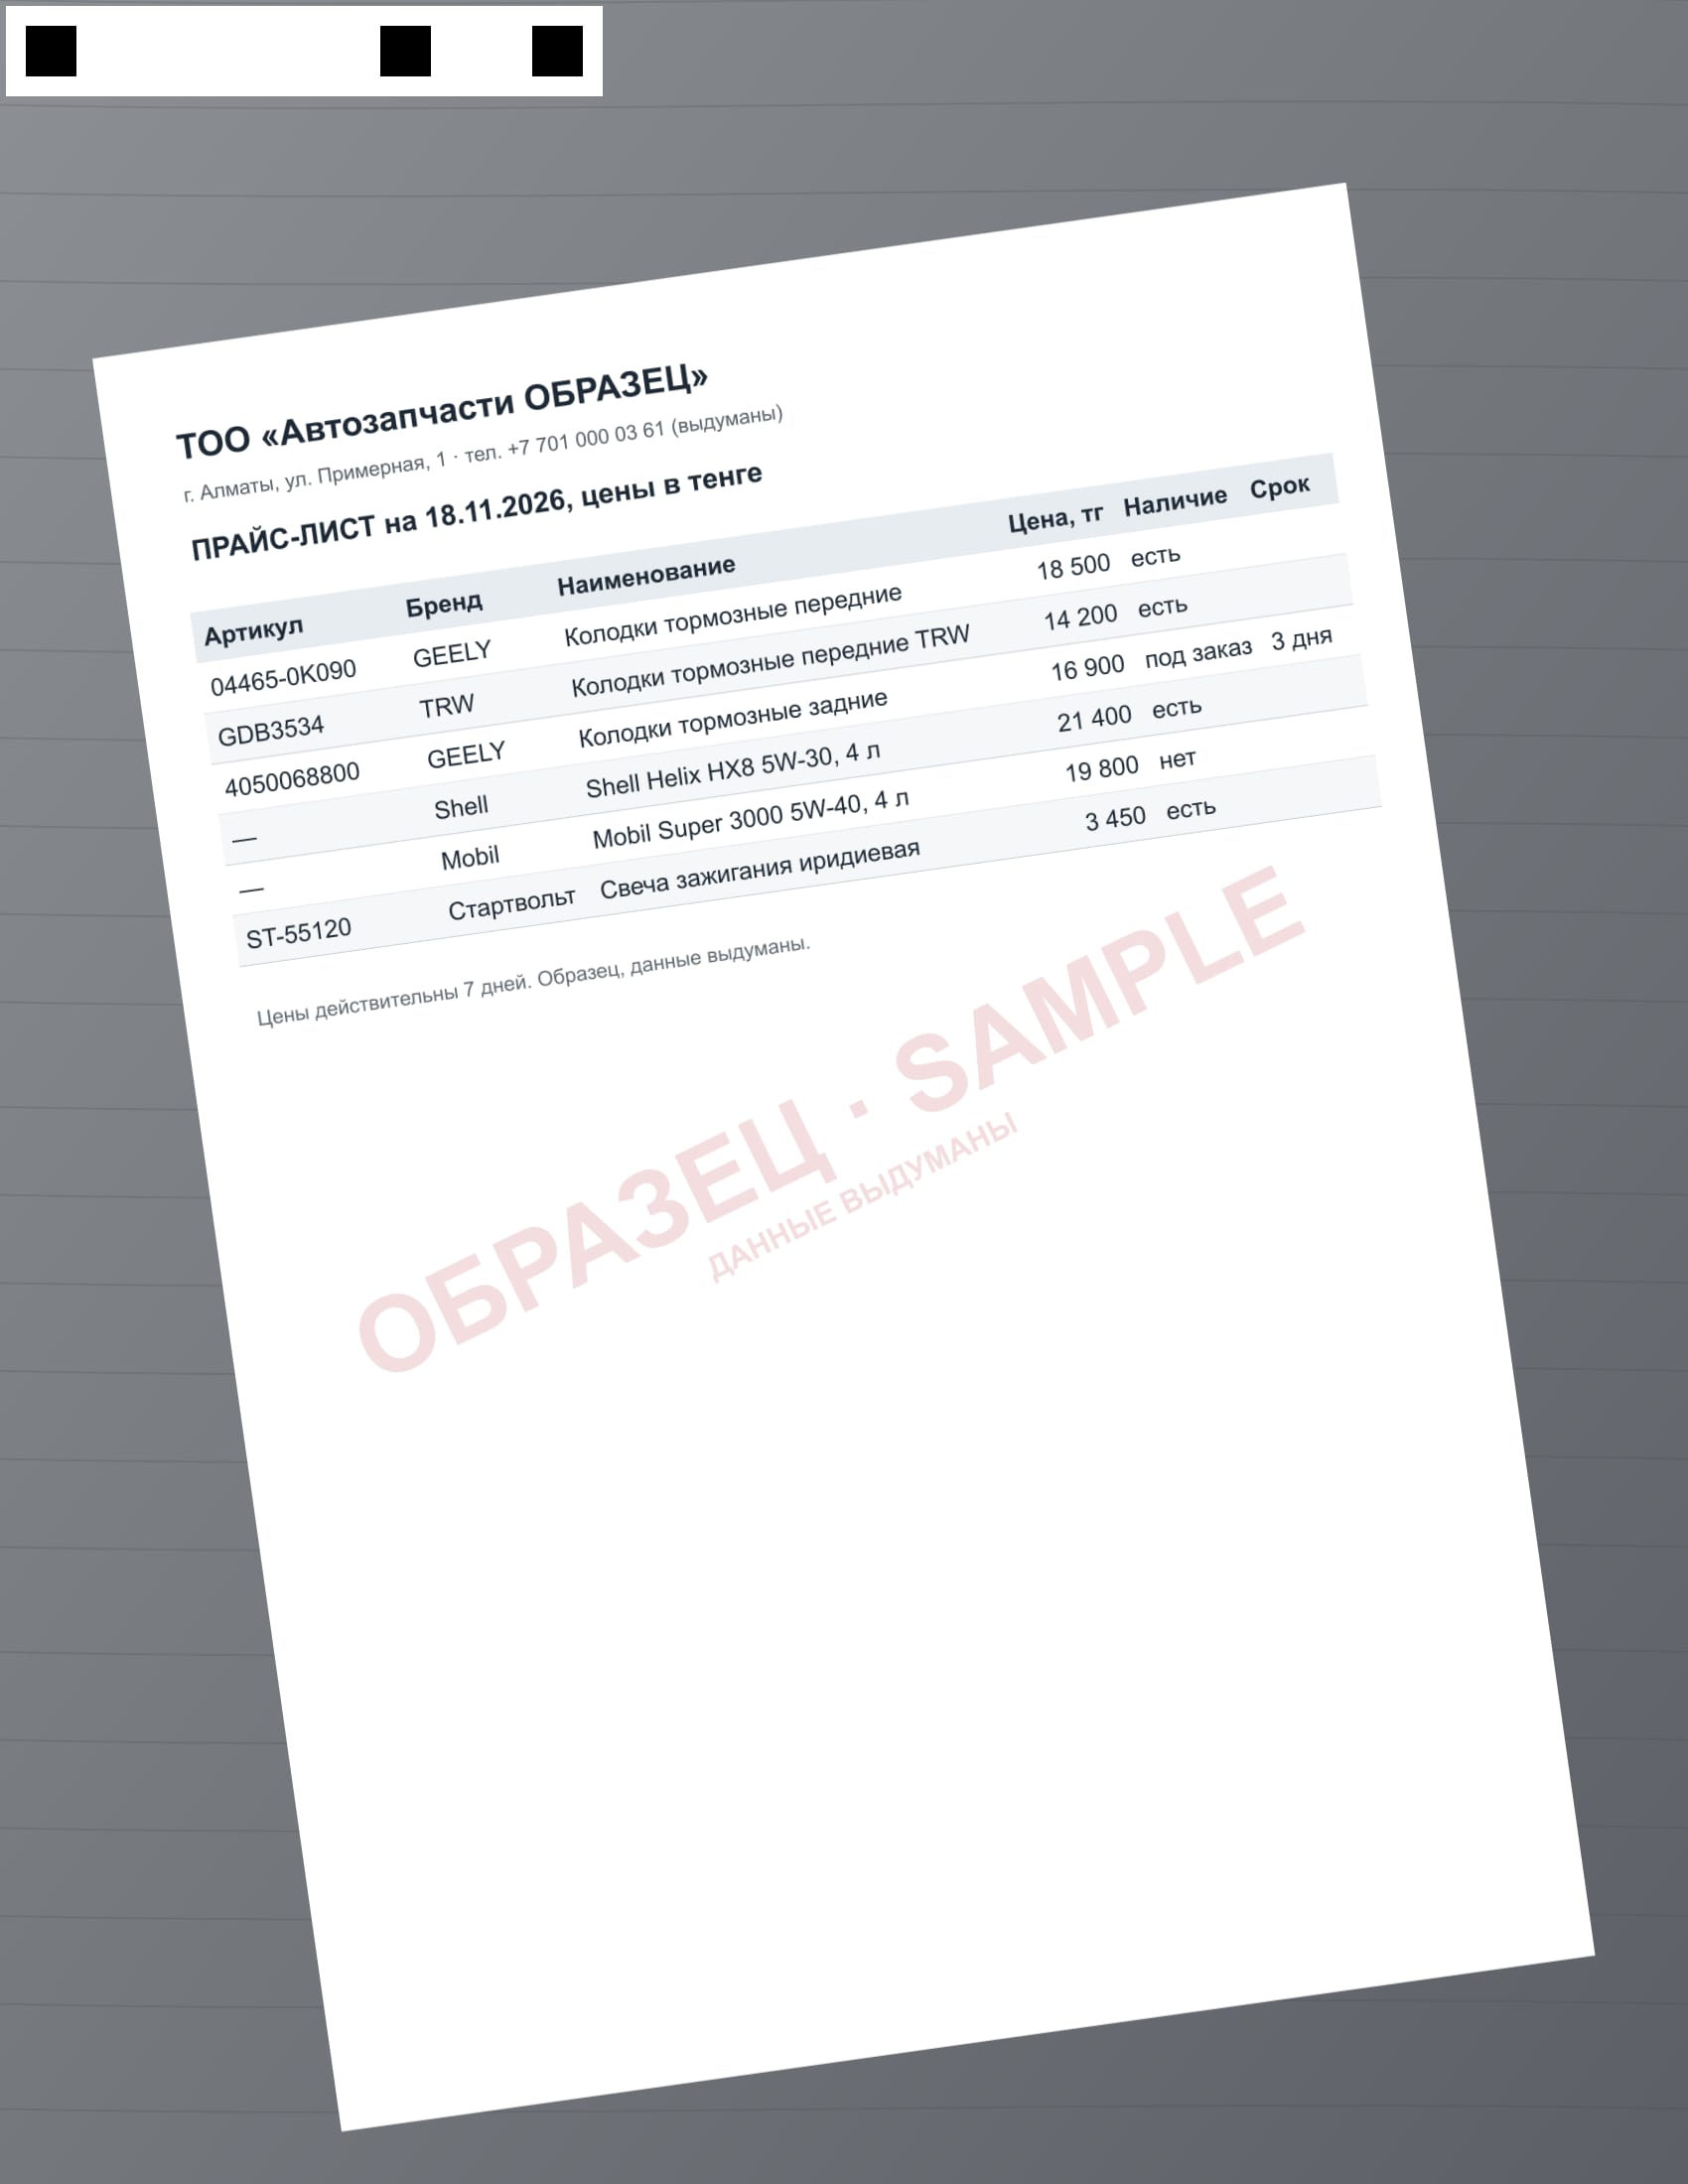 ТОО «Автозапчасти ОБРАЗЕЦ»
г. Алматы, ул. Примерная, 1 · тел. +7 701 000 03 61 (выдуманы)
ПРАЙС-ЛИСТ на 18.11.2026, цены в тенге
Артикул Бренд Наименование Цена, тг Наличие Срок
04465-0K090 GEELY Колодки тормозные передние 18 500 есть
GDB3534 TRW Колодки тормозные передние TRW 14 200 есть
4050068800 GEELY Колодки тормозные задние 16 900 под заказ 3 дня
— Shell Shell Helix HX8 5W-30, 4 л 21 400 есть
— Mobil Mobil Super 3000 5W-40, 4 л 19 800 нет
ST-55120 Стартвольт Свеча зажигания иридиевая 3 450 есть
Цены действительны 7 дней. Образец, данные выдуманы.
ОБРАЗЕЦ · SAMPLE
ДАННЫЕ ВЫДУМАНЫ